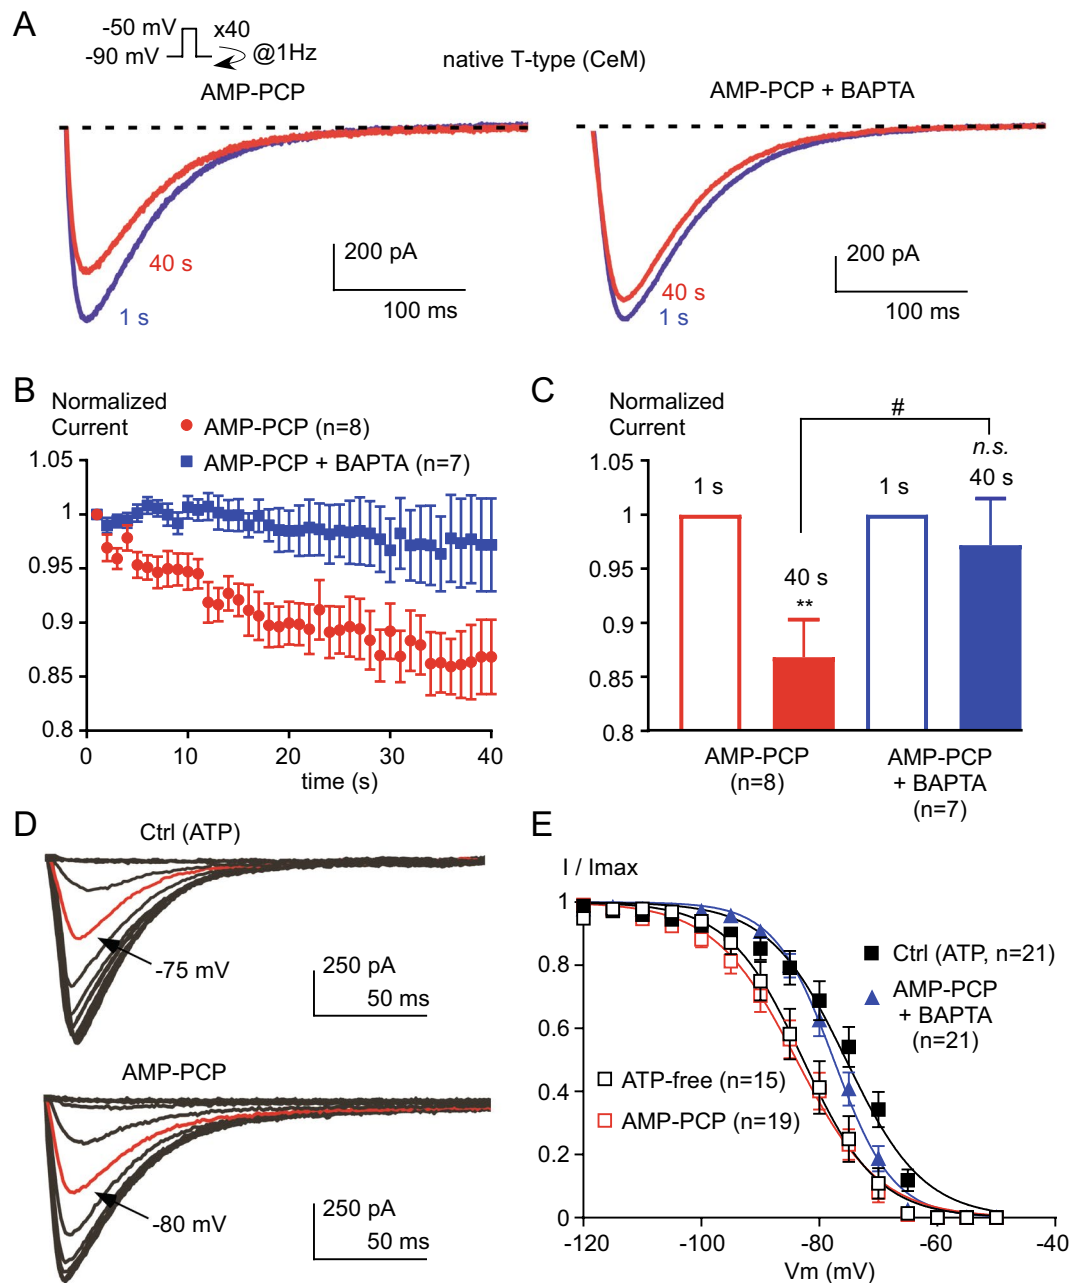 A
-50 mV
x40
-90 mV
@1Hz
native T-type (CeM)
AMP-PCP
AMP-PCP + BAPTA
40 s
1 s
200 pA
100 ms
40 s
1 s
200 pA
100 ms
B
Normalized
Current
AMP-PCP (n=8)
AMP-PCP + BAPTA (n=7)
1.05
1
0.95
0.9
0.85
0.8
0
10
20
30
40
time (s)
C
Normalized
Current
#
n.s.
1.05
1
0.95
0.9
0.85
0.8
1 s
40 s
**
1 s
40 s
AMP-PCP
(n=8)
AMP-PCP
+ BAPTA
(n=7)
D
Ctrl (ATP)
-75 mV
250 pA
50 ms
AMP-PCP
-80 mV
250 pA
50 ms
E
I / Imax
1
0.8
0.6
0.4
0.2
0
Ctrl (ATP, n=21)
AMP-PCP
+ BAPTA
(n=21)
ATP-free (n=15)
AMP-PCP (n=19)
-120
-100
-80
-60
-40
Vm (mV)